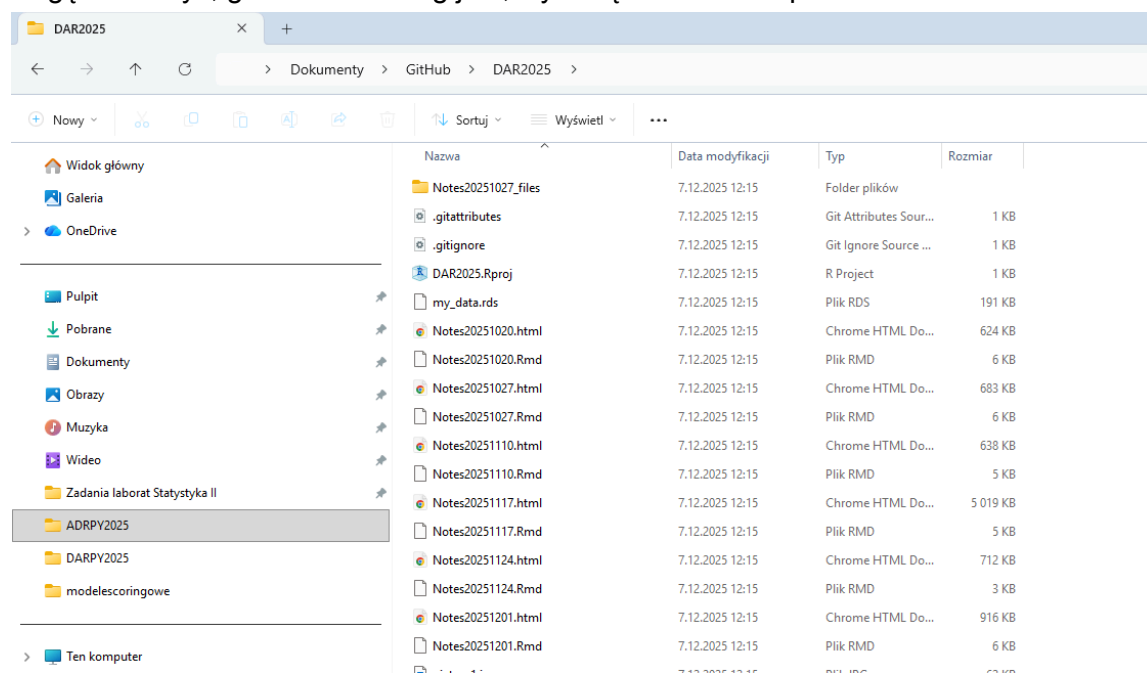 DAR2025
Dokumenty > GitHub > DAR2025 >
Nowy Sortuj Wyświetl ...
Widok główny
Galeria
OneDrive
Pulpit
Pobrane
Dokumenty
Obrazy
Muzyka
Wideo
Zadania laborat Statystyka II
ADRPY2025
DARPY2025
modelescoringowe
Ten komputer
Nazwa Data modyfikacji Typ Rozmiar
Notes20251027_files 7.12.2025 12:15 Folder plików
.gitattributes 7.12.2025 12:15 Git Attributes Sour... 1 KB
.gitignore 7.12.2025 12:15 Git Ignore Source ... 1 KB
DAR2025.Rproj 7.12.2025 12:15 R Project 1 KB
my_data.rds 7.12.2025 12:15 Plik RDS 191 KB
Notes20251020.html 7.12.2025 12:15 Chrome HTML Do... 624 KB
Notes20251020.Rmd 7.12.2025 12:15 Plik RMD 6 KB
Notes20251027.html 7.12.2025 12:15 Chrome HTML Do... 683 KB
Notes20251027.Rmd 7.12.2025 12:15 Plik RMD 6 KB
Notes20251110.html 7.12.2025 12:15 Chrome HTML Do... 638 KB
Notes20251110.Rmd 7.12.2025 12:15 Plik RMD 5 KB
Notes20251117.html 7.12.2025 12:15 Chrome HTML Do... 5 019 KB
Notes20251117.Rmd 7.12.2025 12:15 Plik RMD 5 KB
Notes20251124.html 7.12.2025 12:15 Chrome HTML Do... 712 KB
Notes20251124.Rmd 7.12.2025 12:15 Plik RMD 3 KB
Notes20251201.html 7.12.2025 12:15 Chrome HTML Do... 916 KB
Notes20251201.Rmd 7.12.2025 12:15 Plik RMD 6 KB